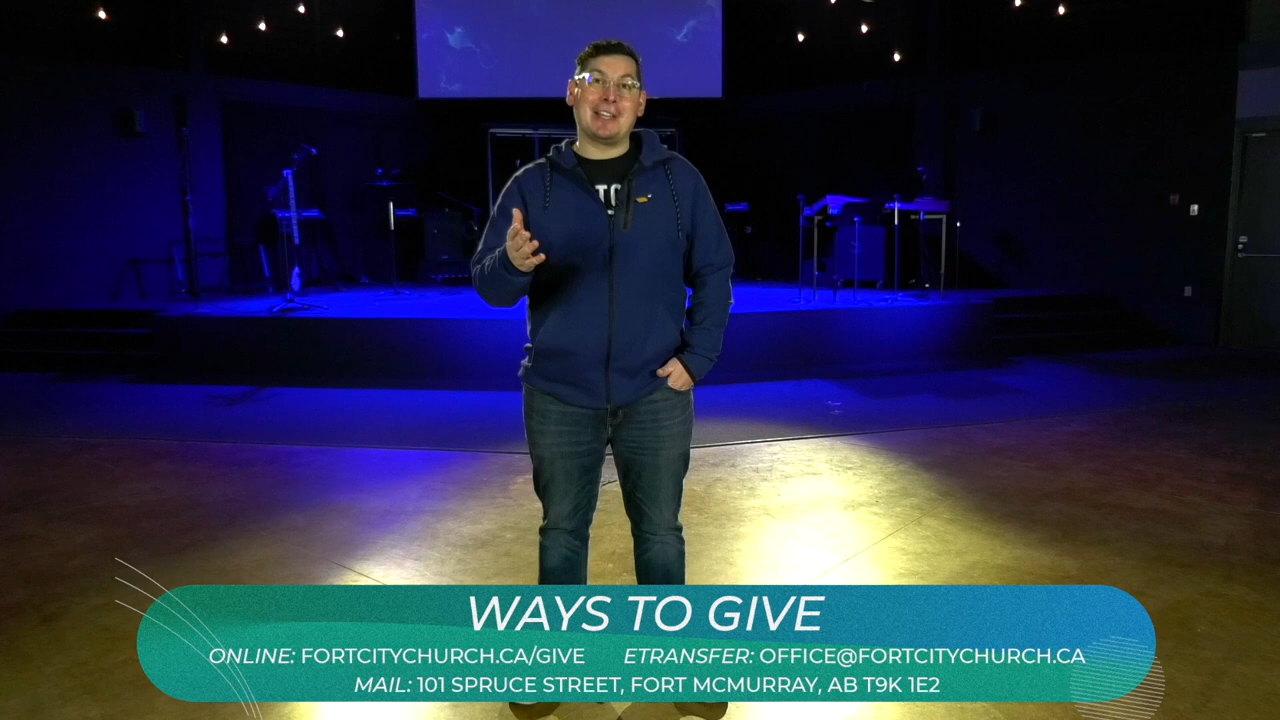 WAYS TO GIVE
ONLINE: FORTCITYCHURCH.CA/GIVE ETRANSFER: OFFICE@FORTCITYCHURCH.CA
MAIL: 101 SPRUCE STREET, FORT MCMURRAY, AB T9K 1E2